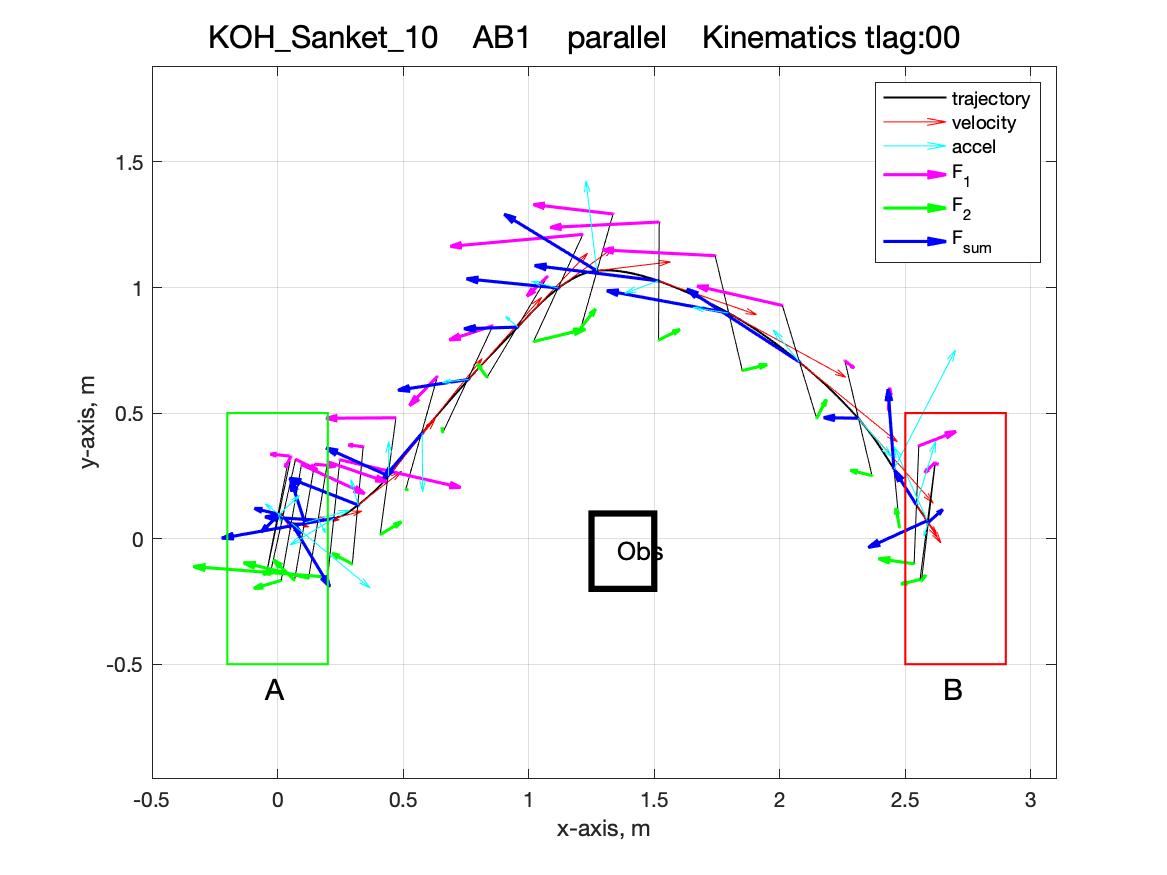 KOH_Sanket_10 AB1 parallel Kinematics tlag:00
trajectory
velocity
accel
F1
F2
Fsum
1.5
1
0.5
0
-0.5
y-axis, m
Obs
A
B
-0.5 0 0.5 1 1.5 2 2.5 3
x-axis, m